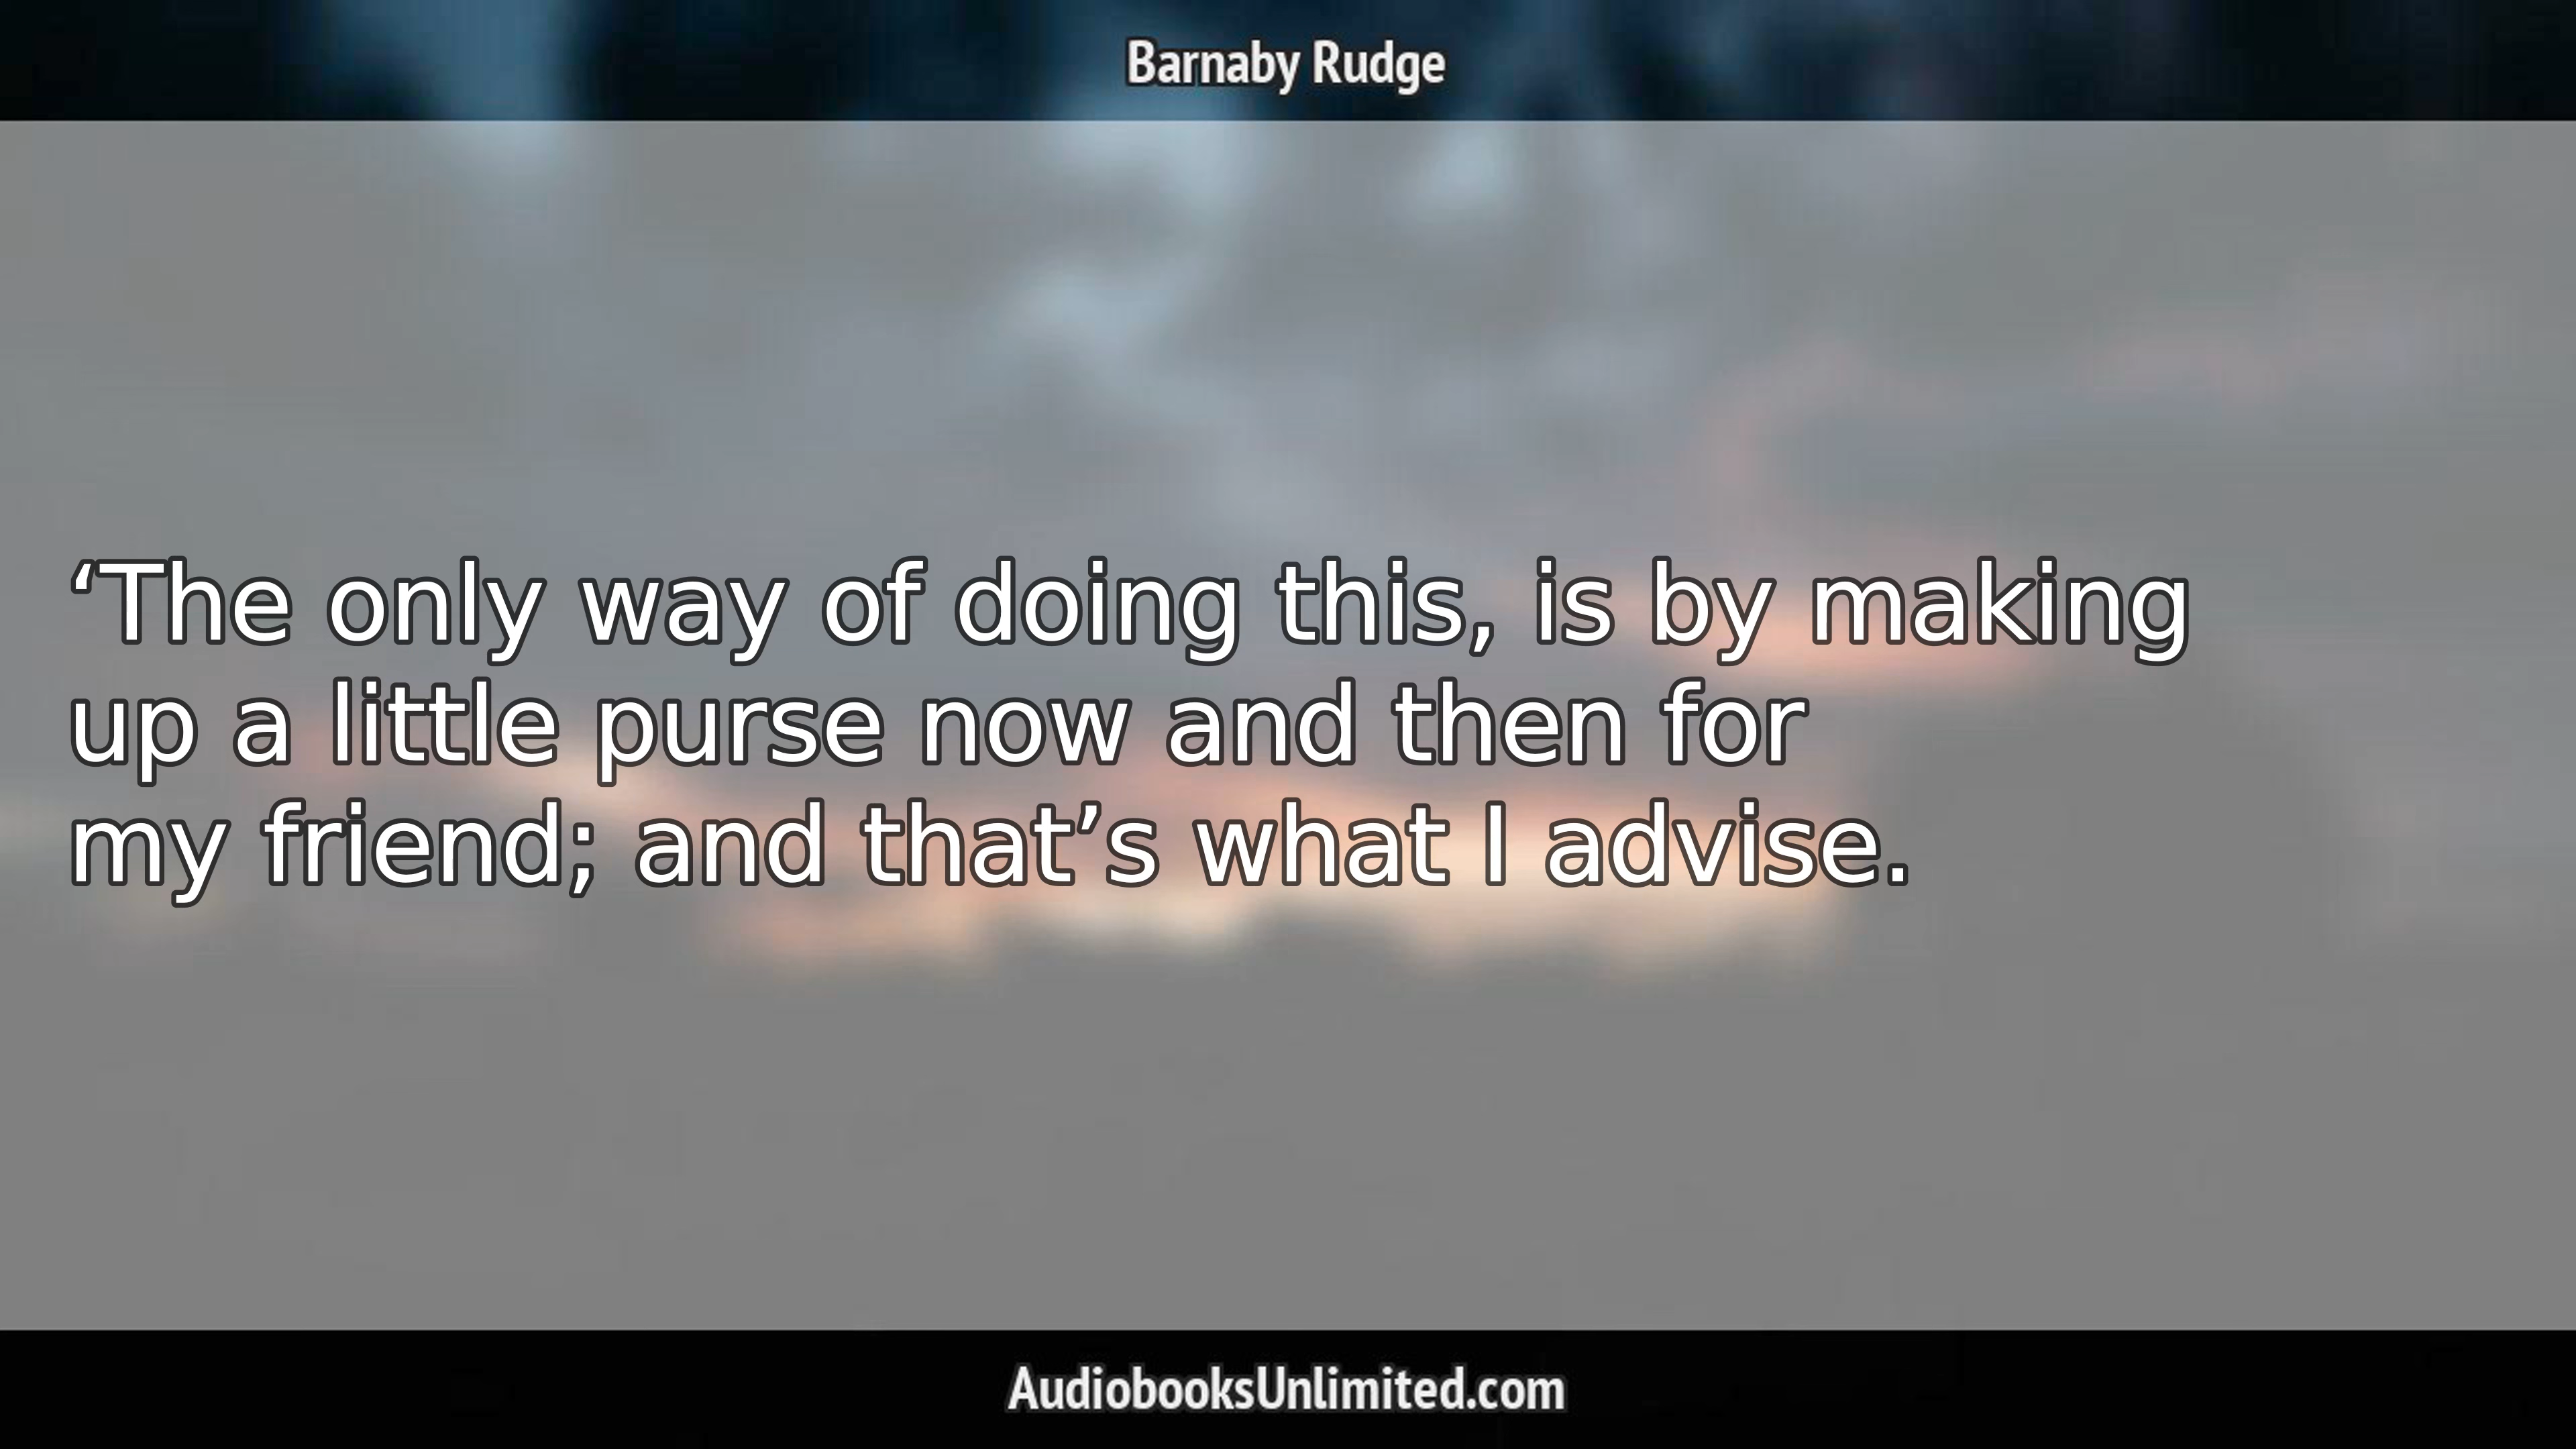 Barnaby Rudge
‘The only way of doing this, is by making
up a little purse now and then for
my friend; and that’s what I advise.
AudiobooksUnlimited.com